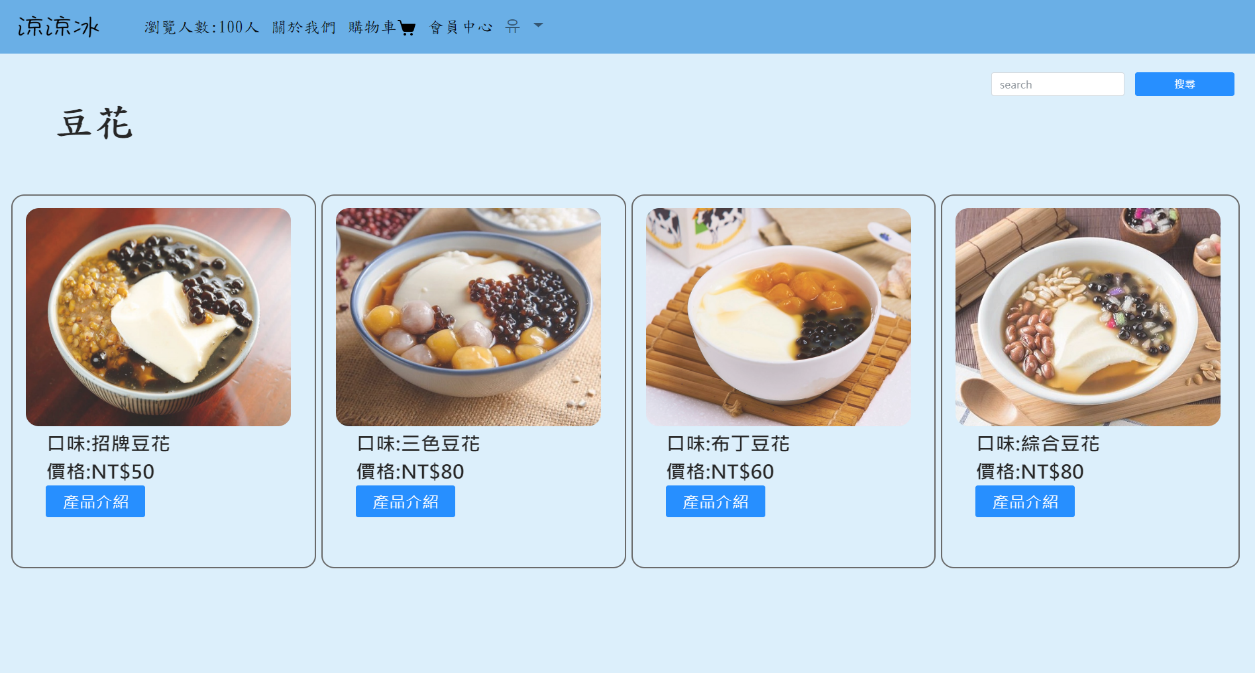 涼涼冰 瀏覽人數:100人 關於我們 購物車 會員中心 유
search 搜尋
豆花
口味:招牌豆花
價格:NT$50
產品介紹
口味:三色豆花
價格:NT$80
產品介紹
口味:布丁豆花
價格:NT$60
產品介紹
口味:綜合豆花
價格:NT$80
產品介紹